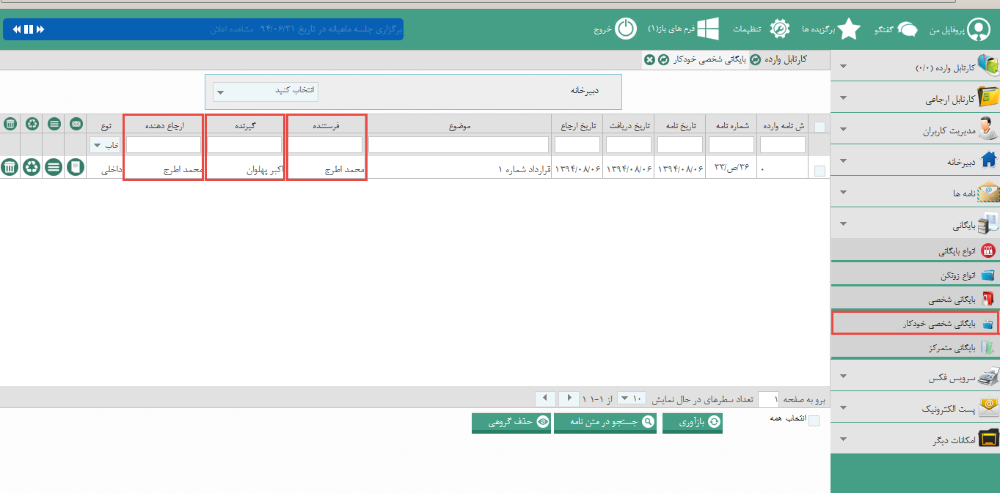 پروفایل من
گفتگو
برگزیده ها
تنظیمات
فرم های باز(۱)
خروج
برگزاری جلسه ماهیانه در تاریخ ۹۴/۰۶/۳۱ مشاهده اعلان
کارتابل وارده (۰/۰)
کارتابل ارجاعی
مدیریت کاربران
دبیرخانه
نامه ها
بایگانی
انواع بایگانی
انواع زونکن
بایگانی شخصی
بایگانی شخصی خودکار
بایگانی متمرکز
سرویس فکس
پست الکترونیک
امکانات دیگر
کارتابل وارده
بایگانی شخصی خودکار
دبیرخانه
انتخاب کنید
ش نامه وارده شماره نامه تاریخ نامه تاریخ دریافت تاریخ ارجاع موضوع فرستنده گیرنده ارجاع دهنده نوع
خاب
۰ ۳۳/ص/۳۶ ۱۳۹۴/۰۸/۰۶ ۱۳۹۴/۰۸/۰۶ ۱۳۹۴/۰۸/۰۶ قرارداد شماره ۱ محمد اطرج اکبر پهلوان محمد اطرج داخلی
برو به صفحه ۱ تعداد سطرهای در حال نمایش ۱۰ از ۱-۱ ۱
انتخاب همه
بازآوری
جستجو در متن نامه
حذف گروهی